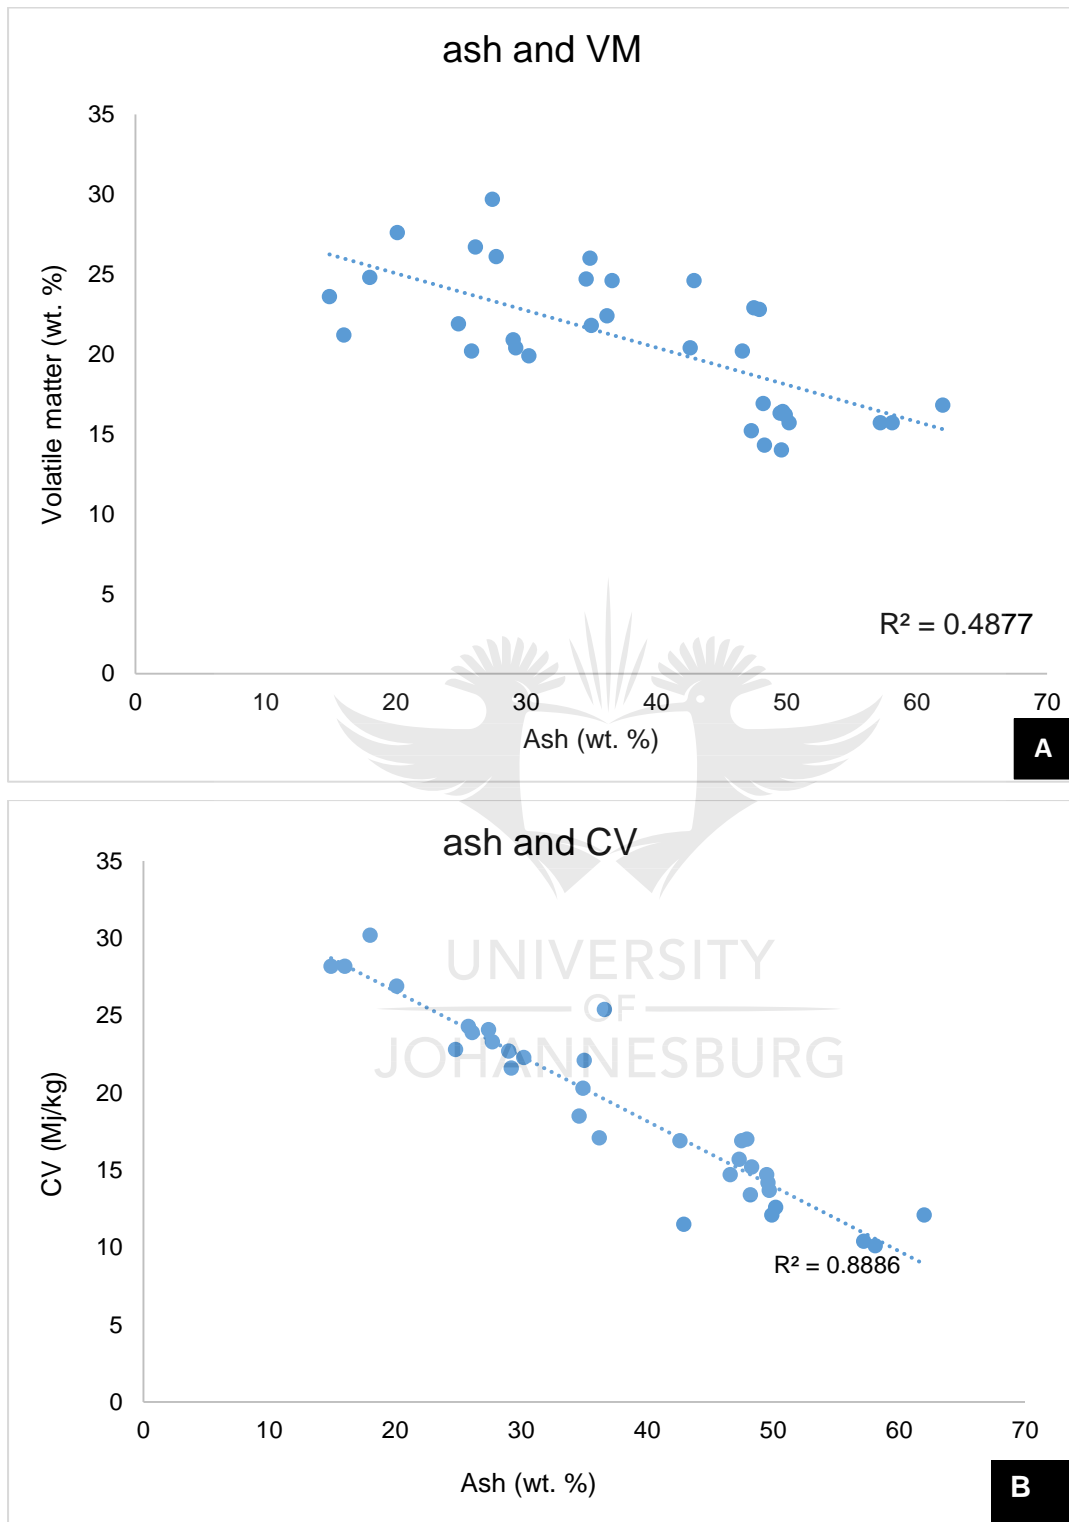 ash and VM
35
30
25
20
15
10
5
0
Volatile matter (wt. %)
R² = 0.4877
0 10 20 30 40 50 60 70
Ash (wt. %)
A
ash and CV
35
30
25
20
15
10
5
0
CV (Mj/kg)
UNIVERSITY
OF
JOHANNESBURG
R² = 0.8886
0 10 20 30 40 50 60 70
Ash (wt. %)
B